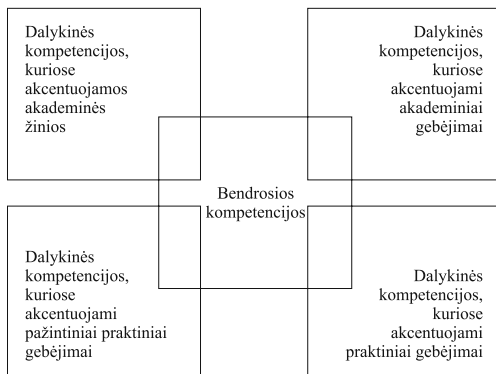 Dalykinės
kompetencijos,
kuriose
akcentuojamos
akademinės
žinios
Dalykinės
kompetencijos,
kuriose
akcentuojami
akademiniai
gebėjimai
Bendrosios
kompetencijos
Dalykinės
kompetencijos,
kuriose
akcentuojami
pažintiniai praktiniai
gebėjimai
Dalykinės
kompetencijos,
kuriose
akcentuojami
praktiniai gebėjimai